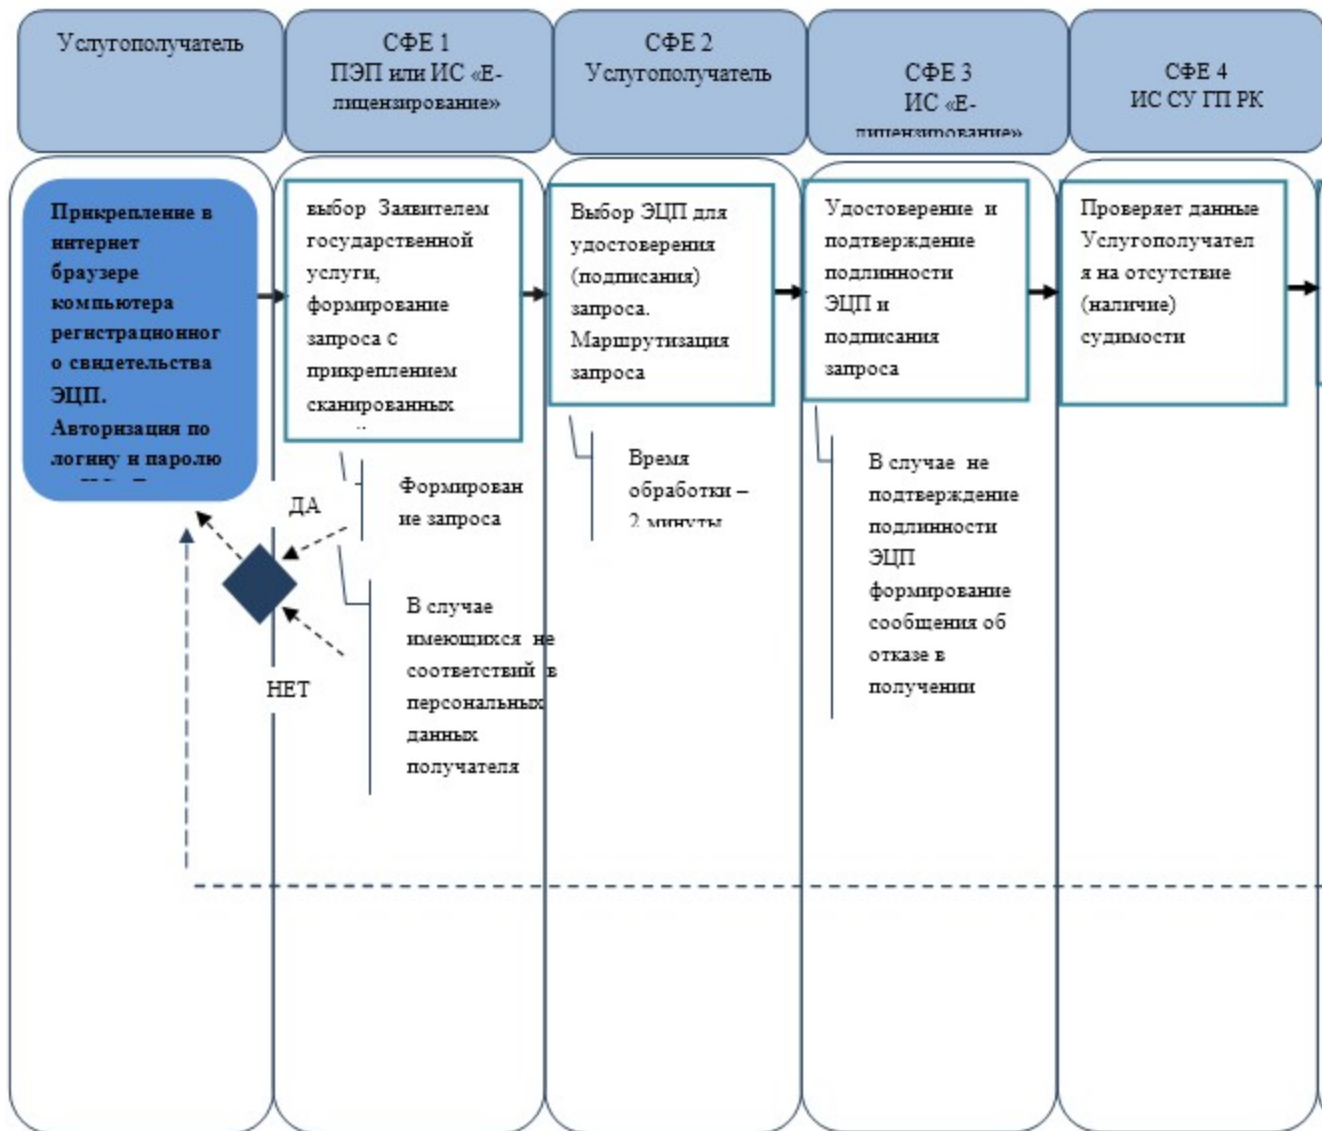 Услугополучатель
СФЕ 1
ПЭП или ИС «Е-
лицензирование»
СФЕ 2
Услугополучатель
СФЕ 3
ИС «Е-
лицензирование»
СФЕ 4
ИС СУ ГП РК
Прикрепление в
интернет
браузере
компьютера
регистрационног
о свидетельства
ЭЦП.
Авторизация по
логину и паролю
выбор Заявителем
государственной
услуги,
формирование
запроса с
прикреплением
сканированных
Выбор ЭЦП для
удостоверения
(подписания)
запроса.
Маршрутизация
запроса
Удостоверение и
подтверждение
подлинности
ЭЦП и
подписания
запроса
Проверяет данные
Услугополучател
я на отсутствие
(наличие)
судимости
ДА
Формирован
ие запроса
Время
обработки –
2 минуты
В случае не
подтверждение
подлинности
ЭЦП
формирование
сообщения об
отказе в
получении
НЕТ
В случае
имеющихся не
соответствий в
персональных
данных
получателя